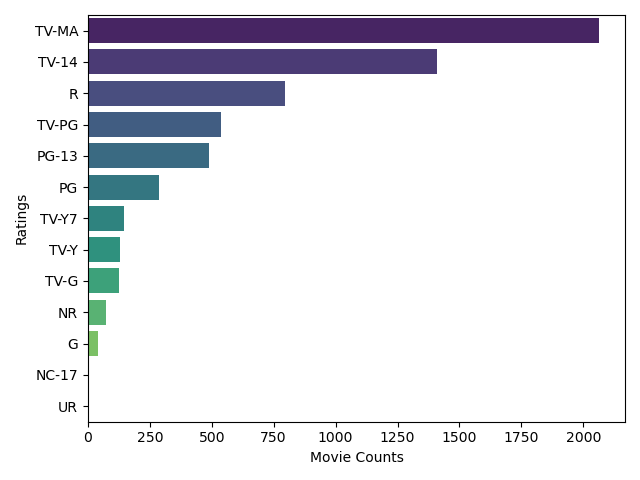 TV-MA
TV-14
R
TV-PG
PG-13
PG
TV-Y7
TV-Y
TV-G
NR
G
NC-17
UR
Ratings
0 250 500 750 1000 1250 1500 1750 2000
Movie Counts